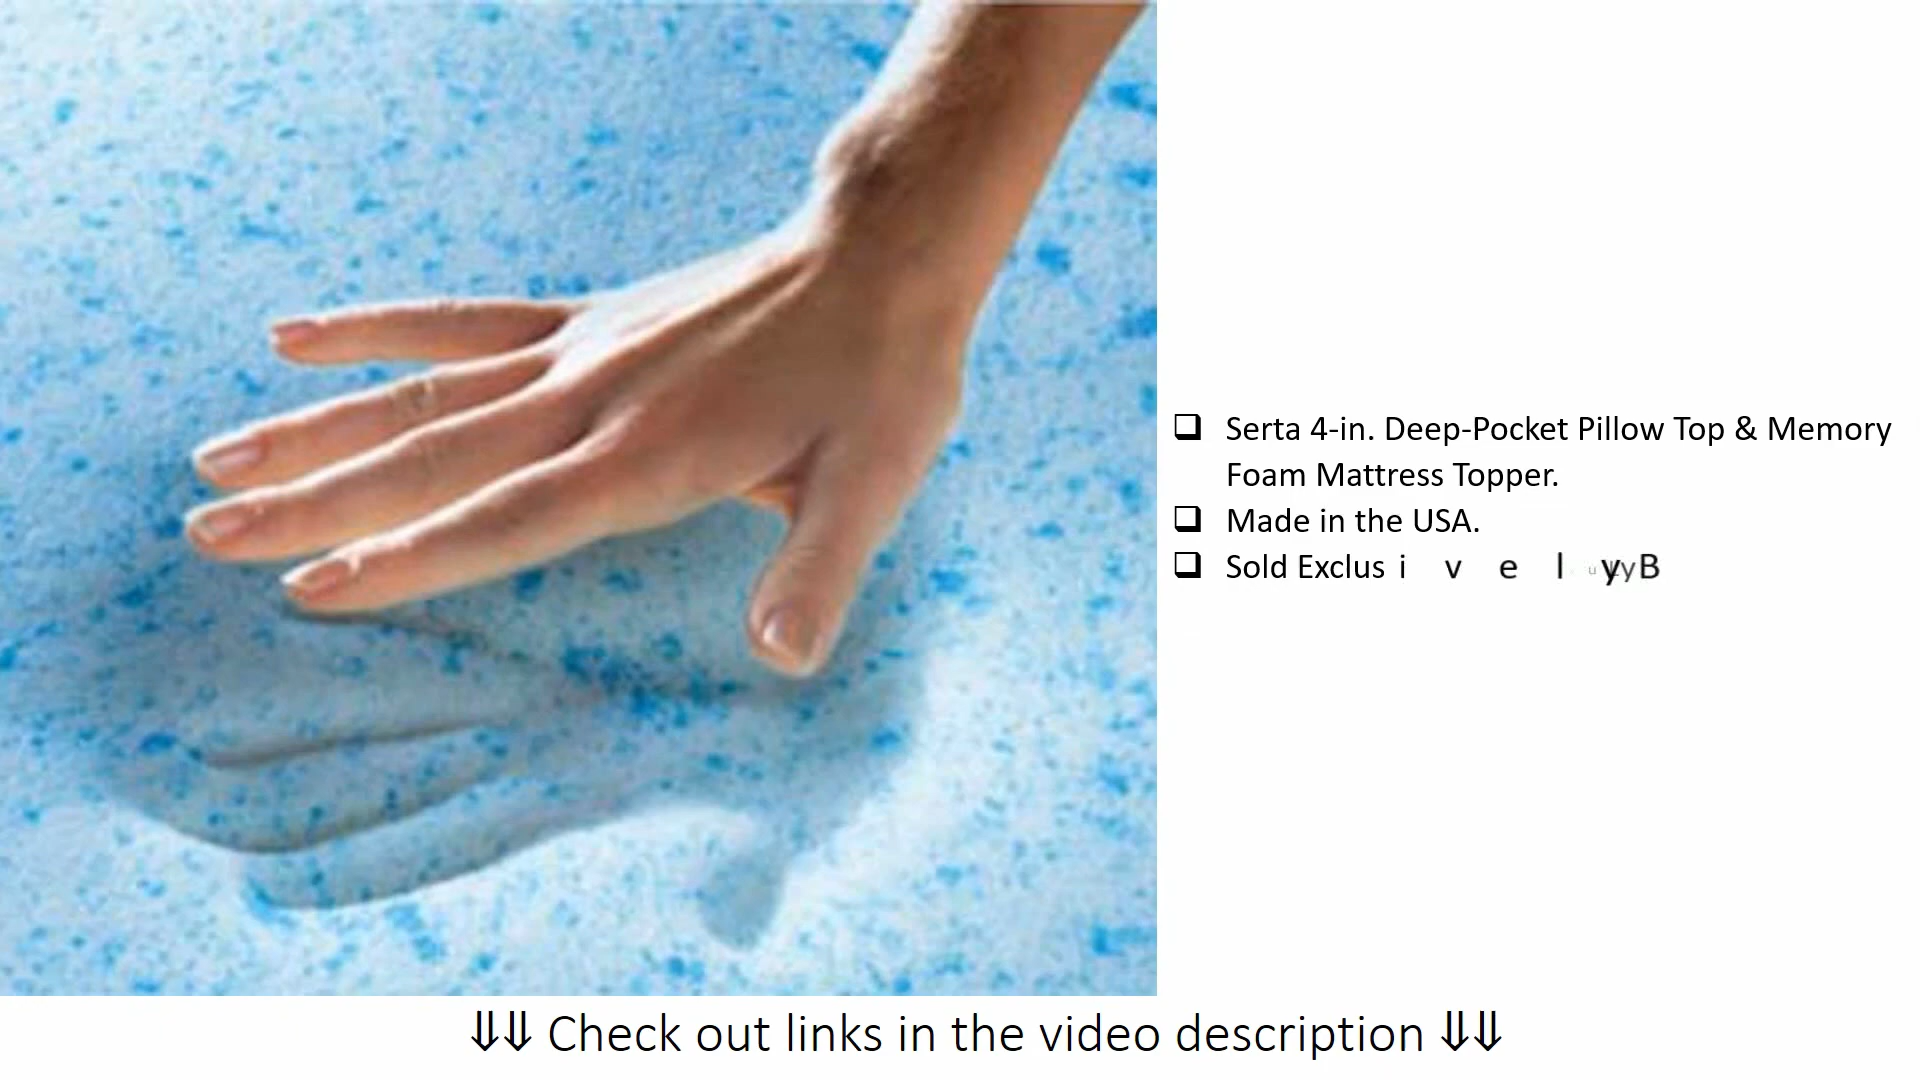 ❑ Serta 4-in. Deep-Pocket Pillow Top & Memory
Foam Mattress Topper.
❑ Made in the USA.
❑ Sold Exclusively B
⇓⇓ Check out links in the video description ⇓⇓